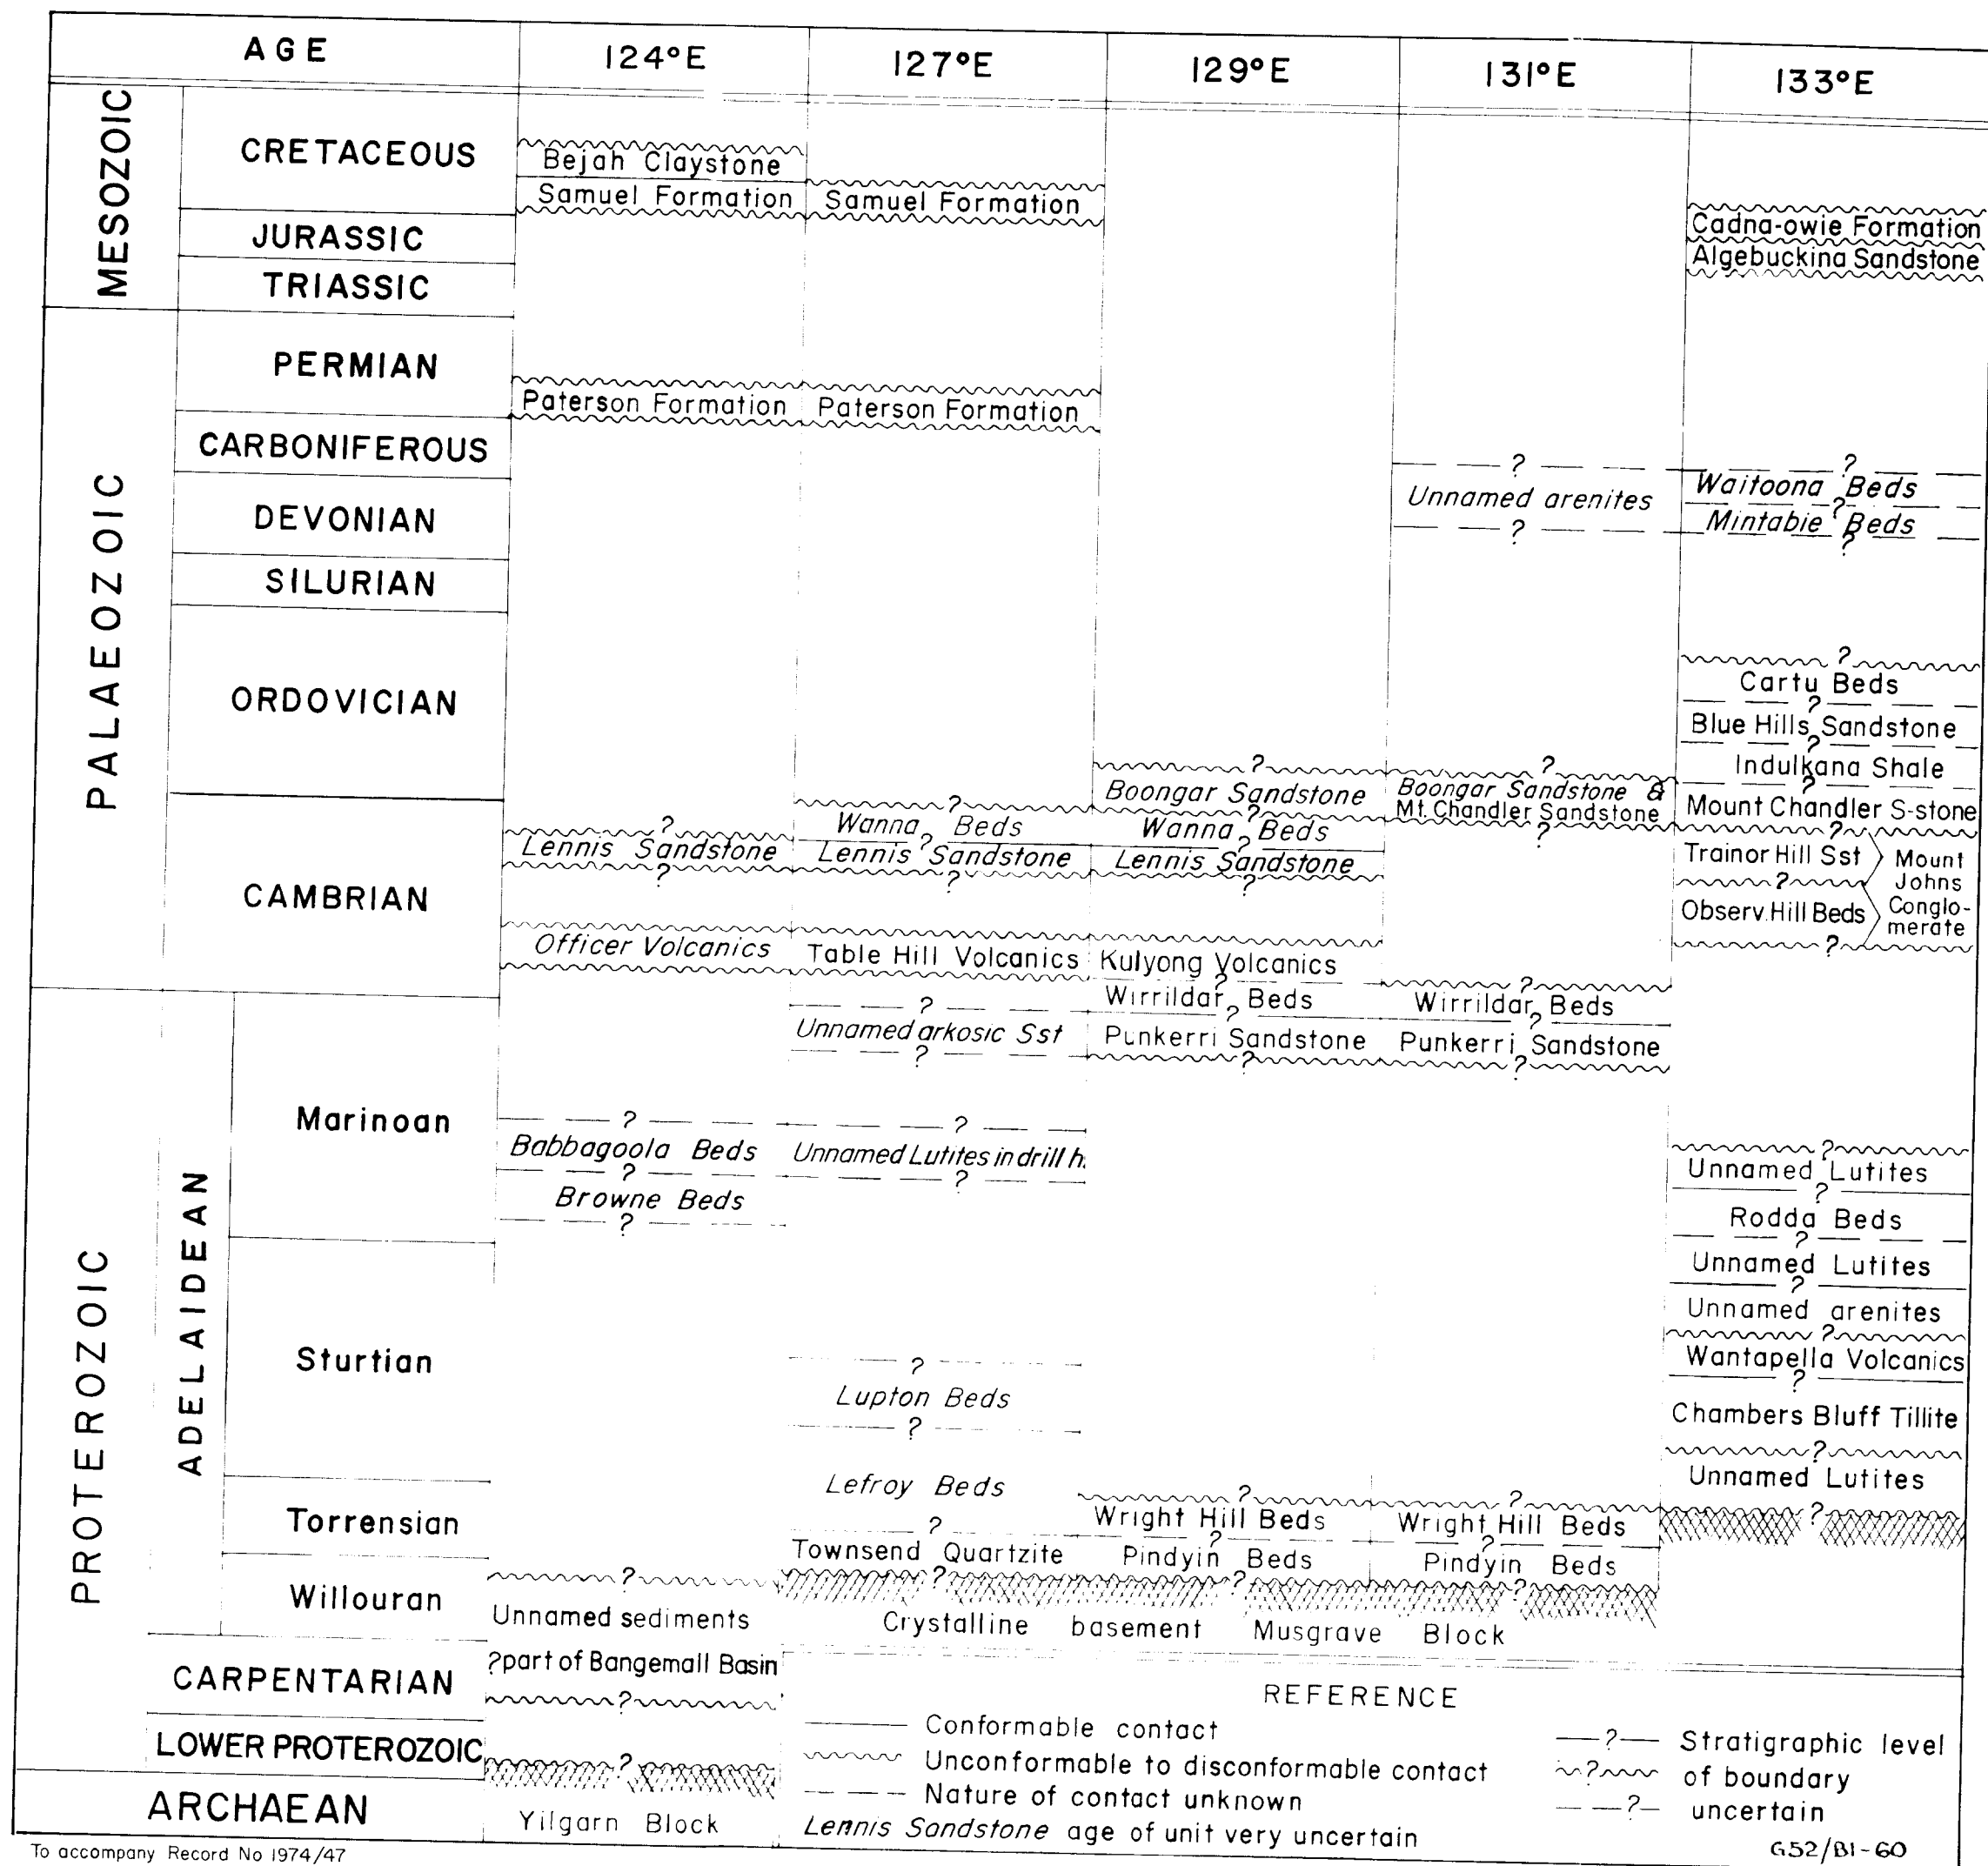 AGE
124°E
127°E
129°E
131°E
133°E
MESOZOIC
CRETACEOUS
JURASSIC
TRIASSIC
PALAEOZOIC
PERMIAN
CARBONIFEROUS
DEVONIAN
SILURIAN
ORDOVICIAN
CAMBRIAN
PROTEROZOIC
ADELAIDEAN
Marinoan
Sturtian
Torrensian
Willouran
CARPENTARIAN
LOWER PROTEROZOIC
ARCHAEAN
Bejah Claystone
Samuel Formation
Paterson Formation
?
Lennis Sandstone
?
Officer Volcanics
?
Babbagoola Beds
?
Browne Beds
?
?
Unnamed sediments
?part of Bangemall Basin
?
?
Yilgarn Block
Samuel Formation
Paterson Formation
?
Wanna Beds
?
Lennis Sandstone
?
Table Hill Volcanics
?
Unnamed arkosic Sst
?
?
Unnamed Lutites in drill h.
?
?
Lupton Beds
?
Lefroy Beds
?
Townsend Quartzite
?
?
Boongar Sandstone
?
Wanna Beds
?
Lennis Sandstone
?
Kulyong Volcanics
?
Wirrildar Beds
?
Punkerri Sandstone
?
?
Wright Hill Beds
?
Pindyin Beds
?
?
Unnamed arenites
?
?
Boongar Sandstone &
Mt. Chandler Sandstone
?
?
Wirrildar Beds
?
Punkerri Sandstone
?
?
Wright Hill Beds
?
Pindyin Beds
?
Crystalline basement Musgrave Block
Cadna-owie Formation
Algebuckina Sandstone
?
Waitoona Beds
?
Mintabie Beds
?
?
Cartu Beds
?
Blue Hills Sandstone
?
Indulkana Shale
?
Mount Chandler S-stone
?
Trainor Hill Sst
?
Observ. Hill Beds
?
Mount
Johns
Conglo-
merate
?
Unnamed Lutites
?
Rodda Beds
?
Unnamed Lutites
?
Unnamed arenites
?
Wantapella Volcanics
?
Chambers Bluff Tillite
?
Unnamed Lutites
?
REFERENCE
Conformable contact
Unconformable to disconformable contact
Nature of contact unknown
Lennis Sandstone age of unit very uncertain
? Stratigraphic level
? of boundary
? uncertain
To accompany Record No 1974/47
G52/B1-60